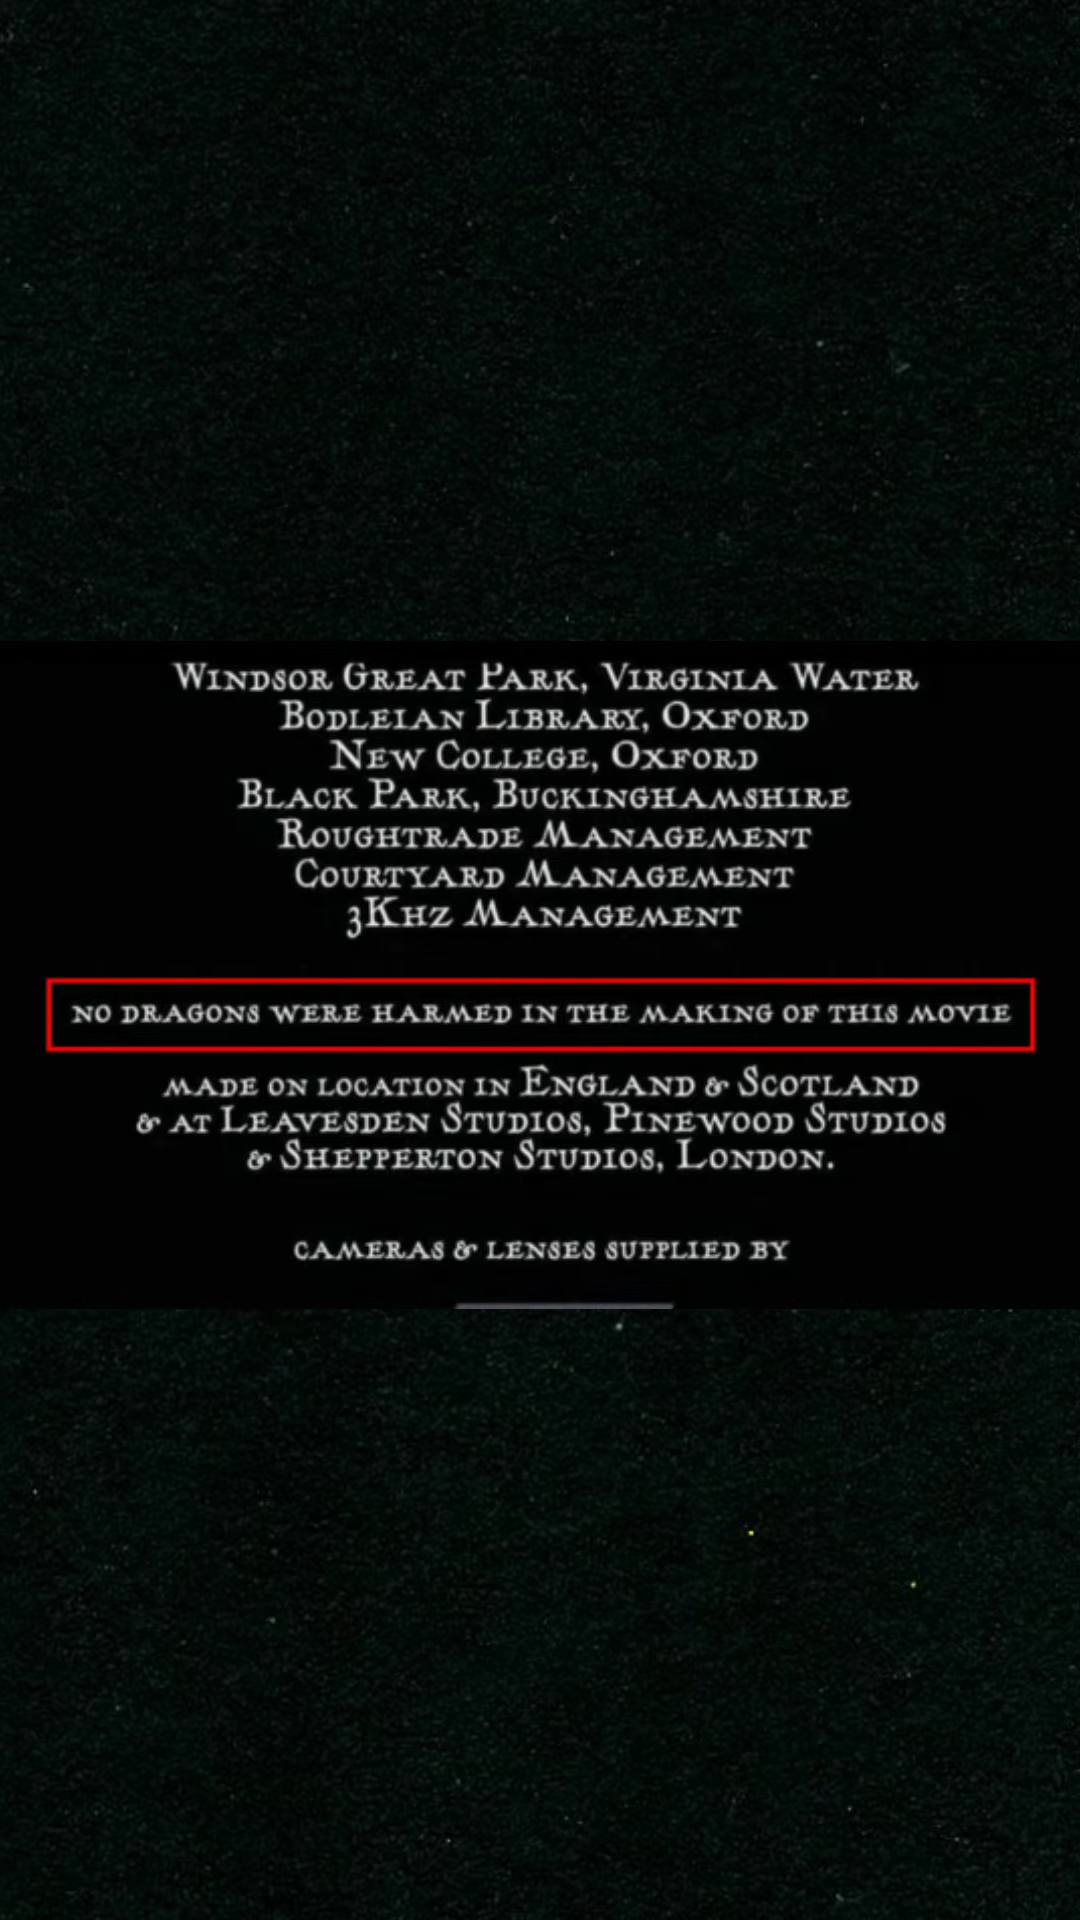 Windsor Great Park, Virginia Water
Bodleian Library, Oxford
New College, Oxford
Black Park, Buckinghamshire
Roughtrade Management
Courtyard Management
3Khz Management
NO DRAGONS WERE HARMED IN THE MAKING OF THIS MOVIE
MADE ON LOCATION IN England & Scotland
& AT Leavesden Studios, Pinewood Studios
& Shepperton Studios, London.
CAMERAS & LENSES SUPPLIED BY